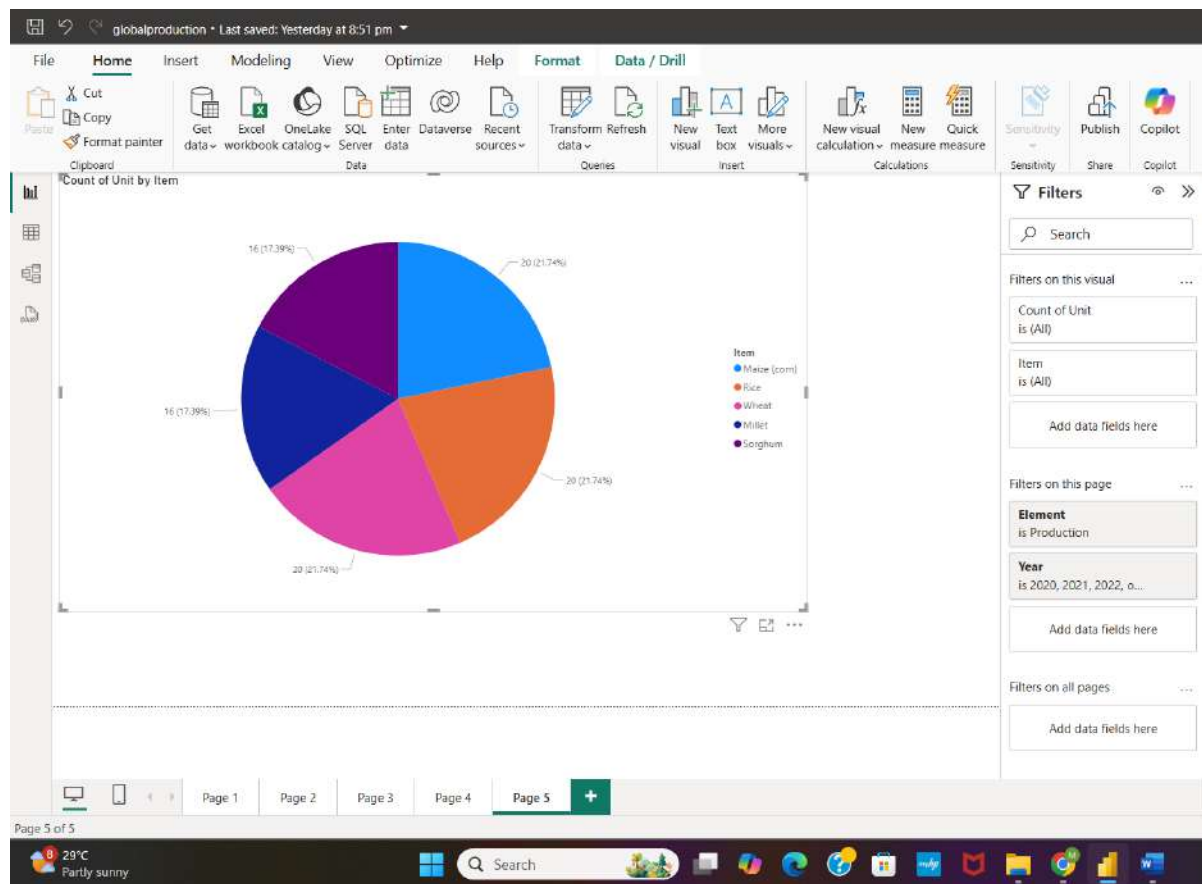 globalproduction • Last saved: Yesterday at 8:51 pm
File Home Insert Modeling View Optimize Help Format Data / Drill
Paste
Cut
Copy
Format painter
Clipboard
Get data
Excel workbook
OneLake catalog
SQL Server
Enter data
Dataverse
Recent sources
Data
Transform data
Refresh
Queries
New visual
Text box
More visuals
Insert
New visual calculation
New measure
Quick measure
Calculations
Sensitivity
Sensitivity
Publish
Share
Copilot
Copilot
Count of Unit by Item
16 (17.39%)
20 (21.74%)
16 (17.39%)
20 (21.74%)
20 (21.74%)
Item
Maize (corn)
Rice
Wheat
Millet
Sorghum
Filters
Search
Filters on this visual
Count of Unit
is (All)
Item
is (All)
Add data fields here
Filters on this page
Element
is Production
Year
is 2020, 2021, 2022, o...
Add data fields here
Filters on all pages
Add data fields here
Page 1 Page 2 Page 3 Page 4 Page 5 +
Page 5 of 5
8
29°C
Partly sunny
Search